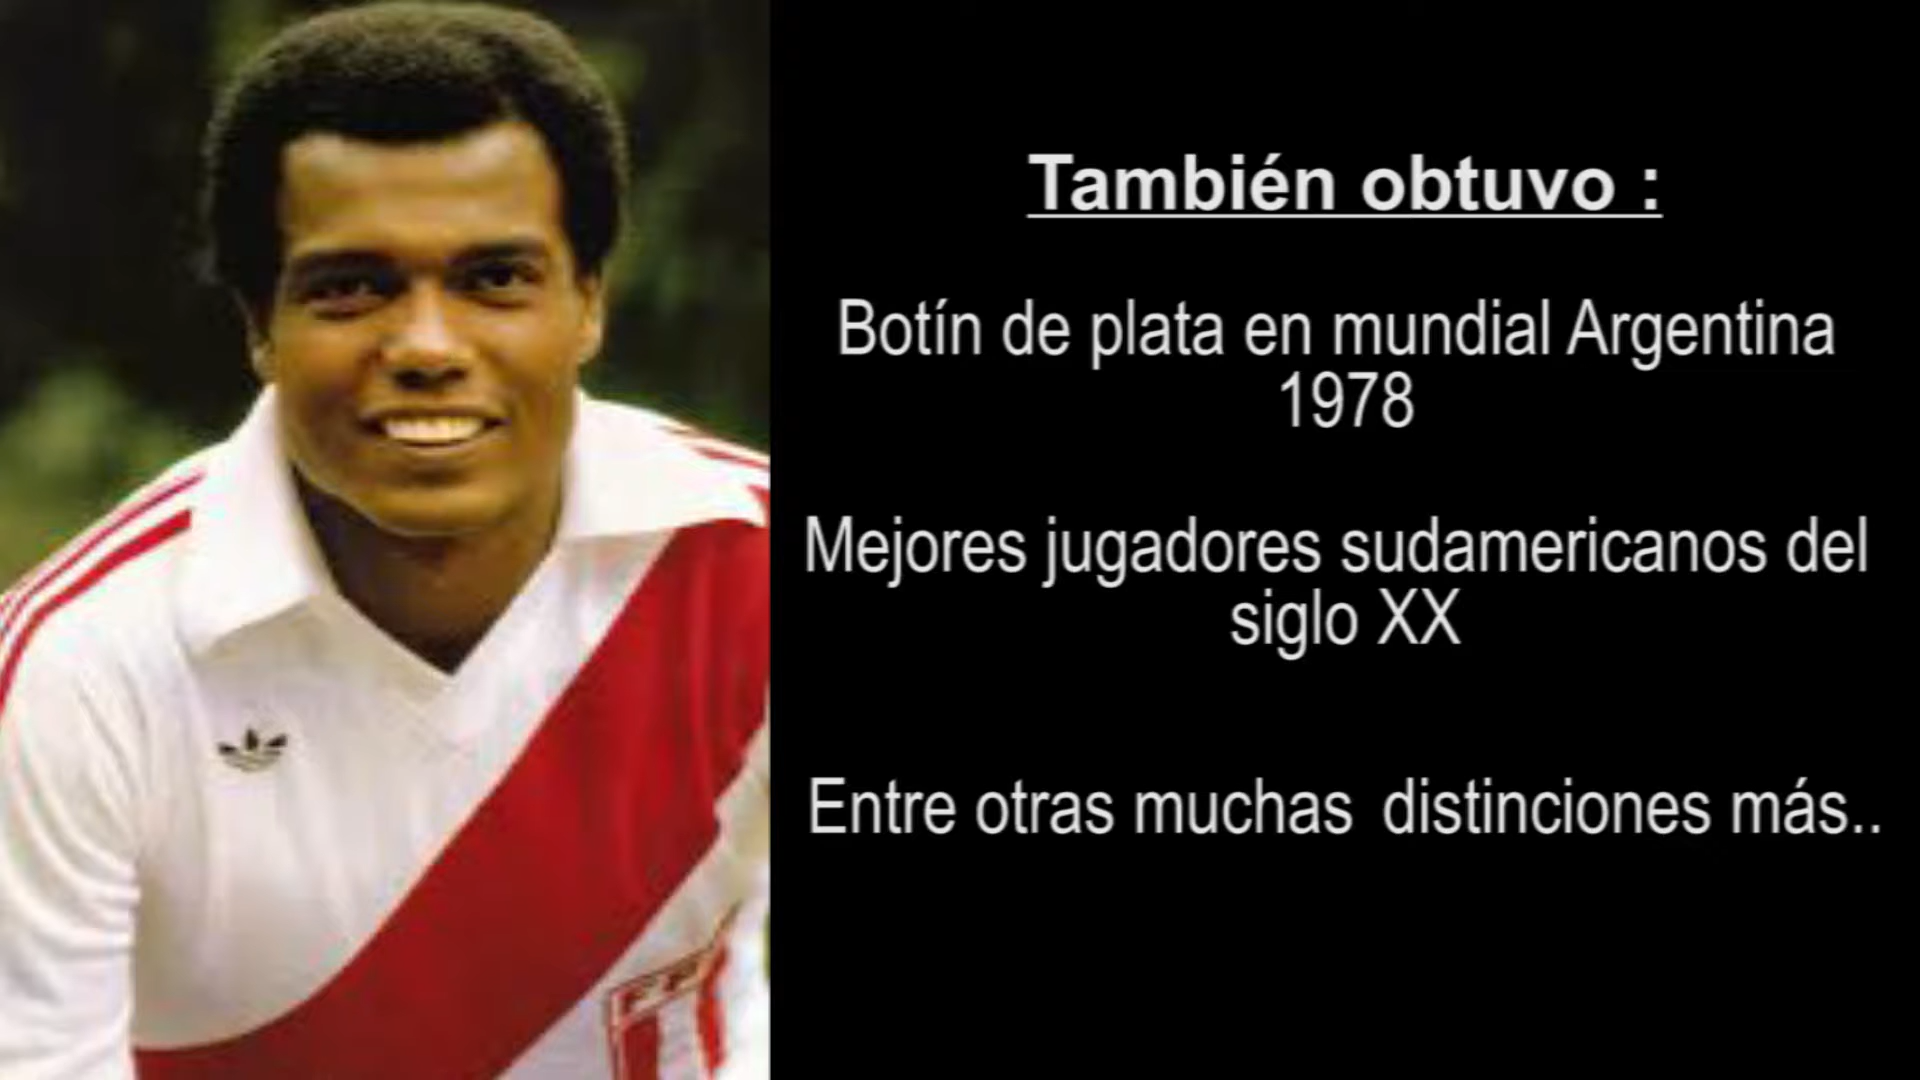 También obtuvo :
Botín de plata en mundial Argentina
1978
Mejores jugadores sudamericanos del
siglo XX
Entre otras muchas distinciones más..